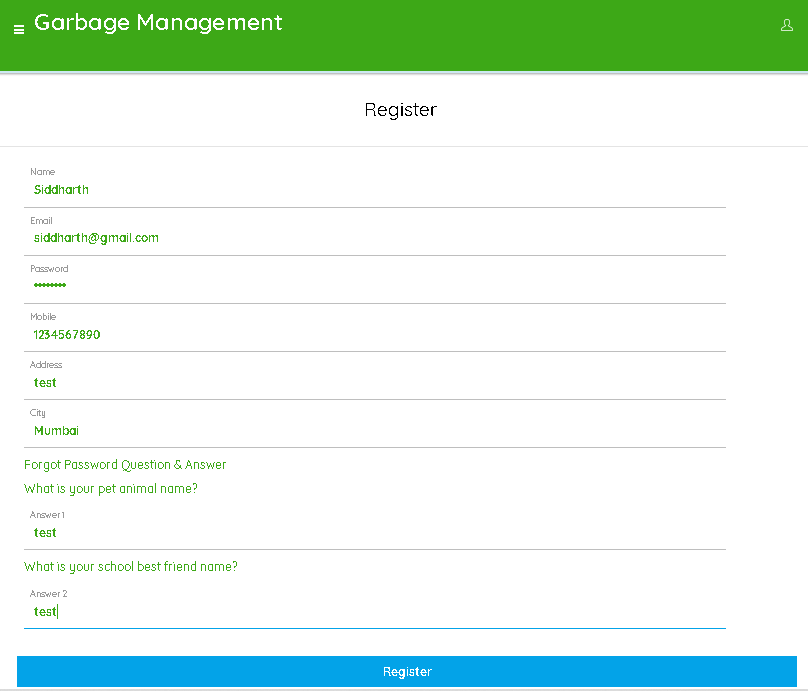 Garbage Management
Register
Name
Siddharth
Email
siddharth@gmail.com
Password
••••••••
Mobile
1234567890
Address
test
City
Mumbai
Forgot Password Question & Answer
What is your pet animal name?
Answer 1
test
What is your school best friend name?
Answer 2
test
Register